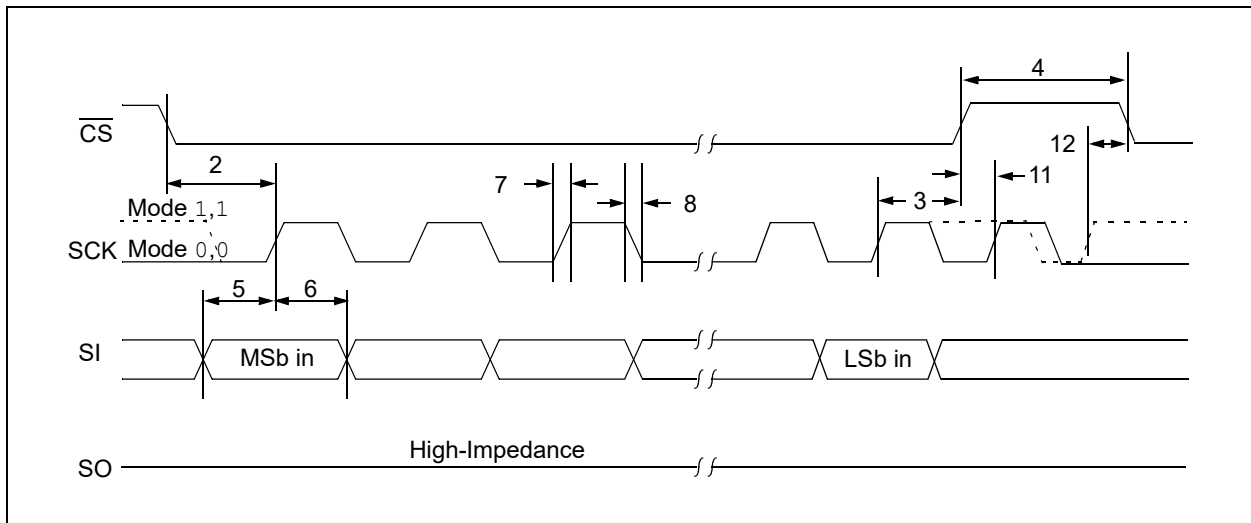 4
CS
12
2
7
8
3
11
Mode 1,1
SCK Mode 0,0
5 6
SI MSb in LSb in
High-Impedance
SO